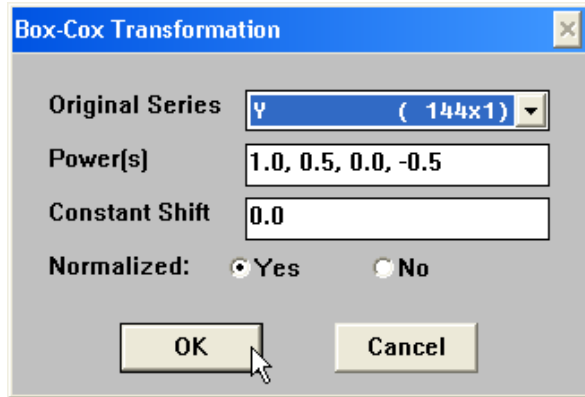 Box-Cox Transformation
Original Series Y ( 144x1)
Power(s) 1.0, 0.5, 0.0, -0.5
Constant Shift 0.0
Normalized: Yes No
OK Cancel